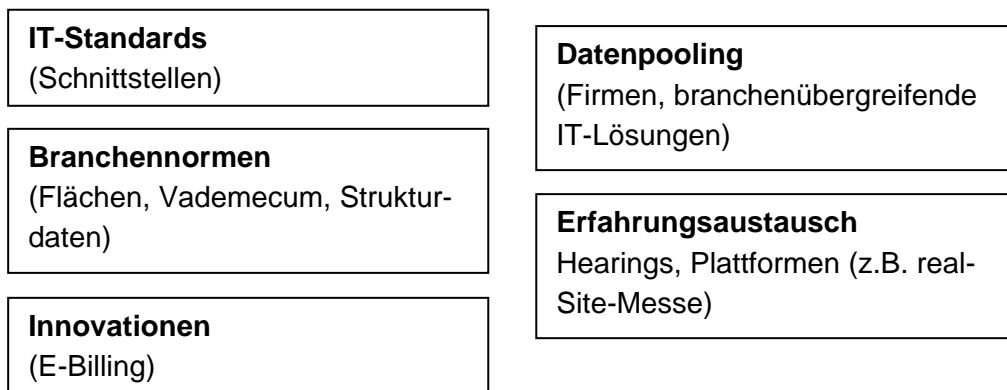 IT-Standards
(Schnittstellen)
Branchennormen
(Flächen, Vademecum, Struktur-
daten)
Innovationen
(E-Billing)
Datenpooling
(Firmen, branchenübergreifende
IT-Lösungen)
Erfahrungsaustausch
Hearings, Plattformen (z.B. real-
Site-Messe)